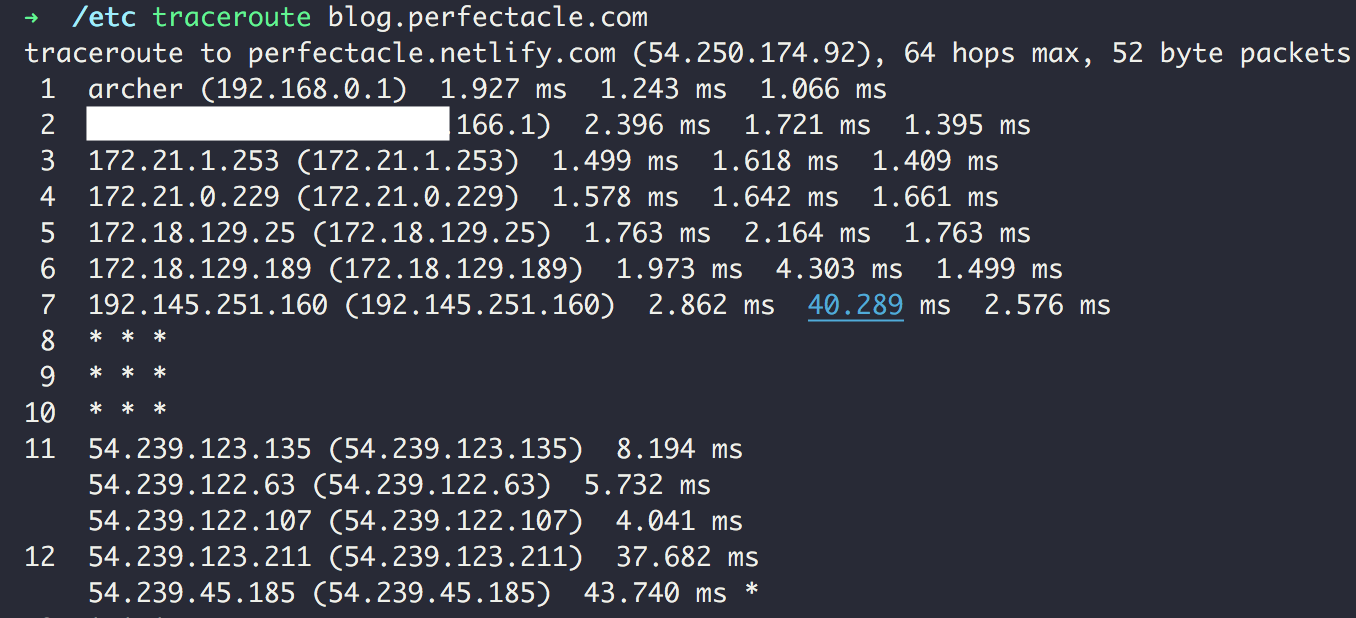 → /etc traceroute blog.perfectacle.com
traceroute to perfectacle.netlify.com (54.250.174.92), 64 hops max, 52 byte packets
1 archer (192.168.0.1) 1.927 ms 1.243 ms 1.066 ms
2 .166.1) 2.396 ms 1.721 ms 1.395 ms
3 172.21.1.253 (172.21.1.253) 1.499 ms 1.618 ms 1.409 ms
4 172.21.0.229 (172.21.0.229) 1.578 ms 1.642 ms 1.661 ms
5 172.18.129.25 (172.18.129.25) 1.763 ms 2.164 ms 1.763 ms
6 172.18.129.189 (172.18.129.189) 1.973 ms 4.303 ms 1.499 ms
7 192.145.251.160 (192.145.251.160) 2.862 ms 40.289 ms 2.576 ms
8 * * *
9 * * *
10 * * *
11 54.239.123.135 (54.239.123.135) 8.194 ms
54.239.122.63 (54.239.122.63) 5.732 ms
54.239.122.107 (54.239.122.107) 4.041 ms
12 54.239.123.211 (54.239.123.211) 37.682 ms
54.239.45.185 (54.239.45.185) 43.740 ms *